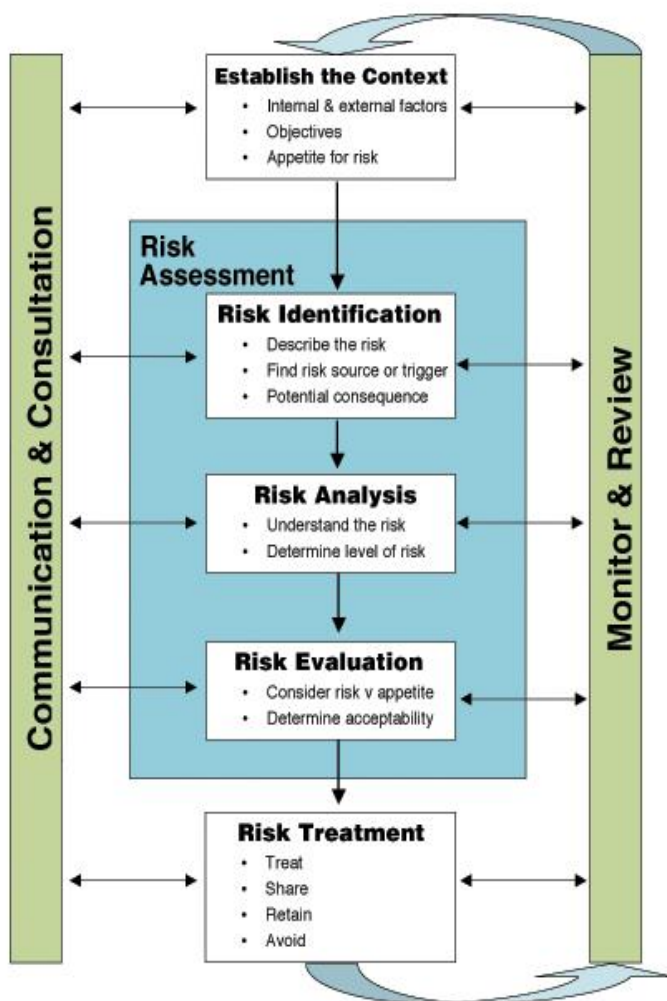 Establish the Context
• Internal & external factors
• Objectives
• Appetite for risk
Communication & Consultation
Monitor & Review
Risk
Assessment
Risk Identification
• Describe the risk
• Find risk source or trigger
• Potential consequence
Risk Analysis
• Understand the risk
• Determine level of risk
Risk Evaluation
• Consider risk v appetite
• Determine acceptability
Risk Treatment
• Treat
• Share
• Retain
• Avoid